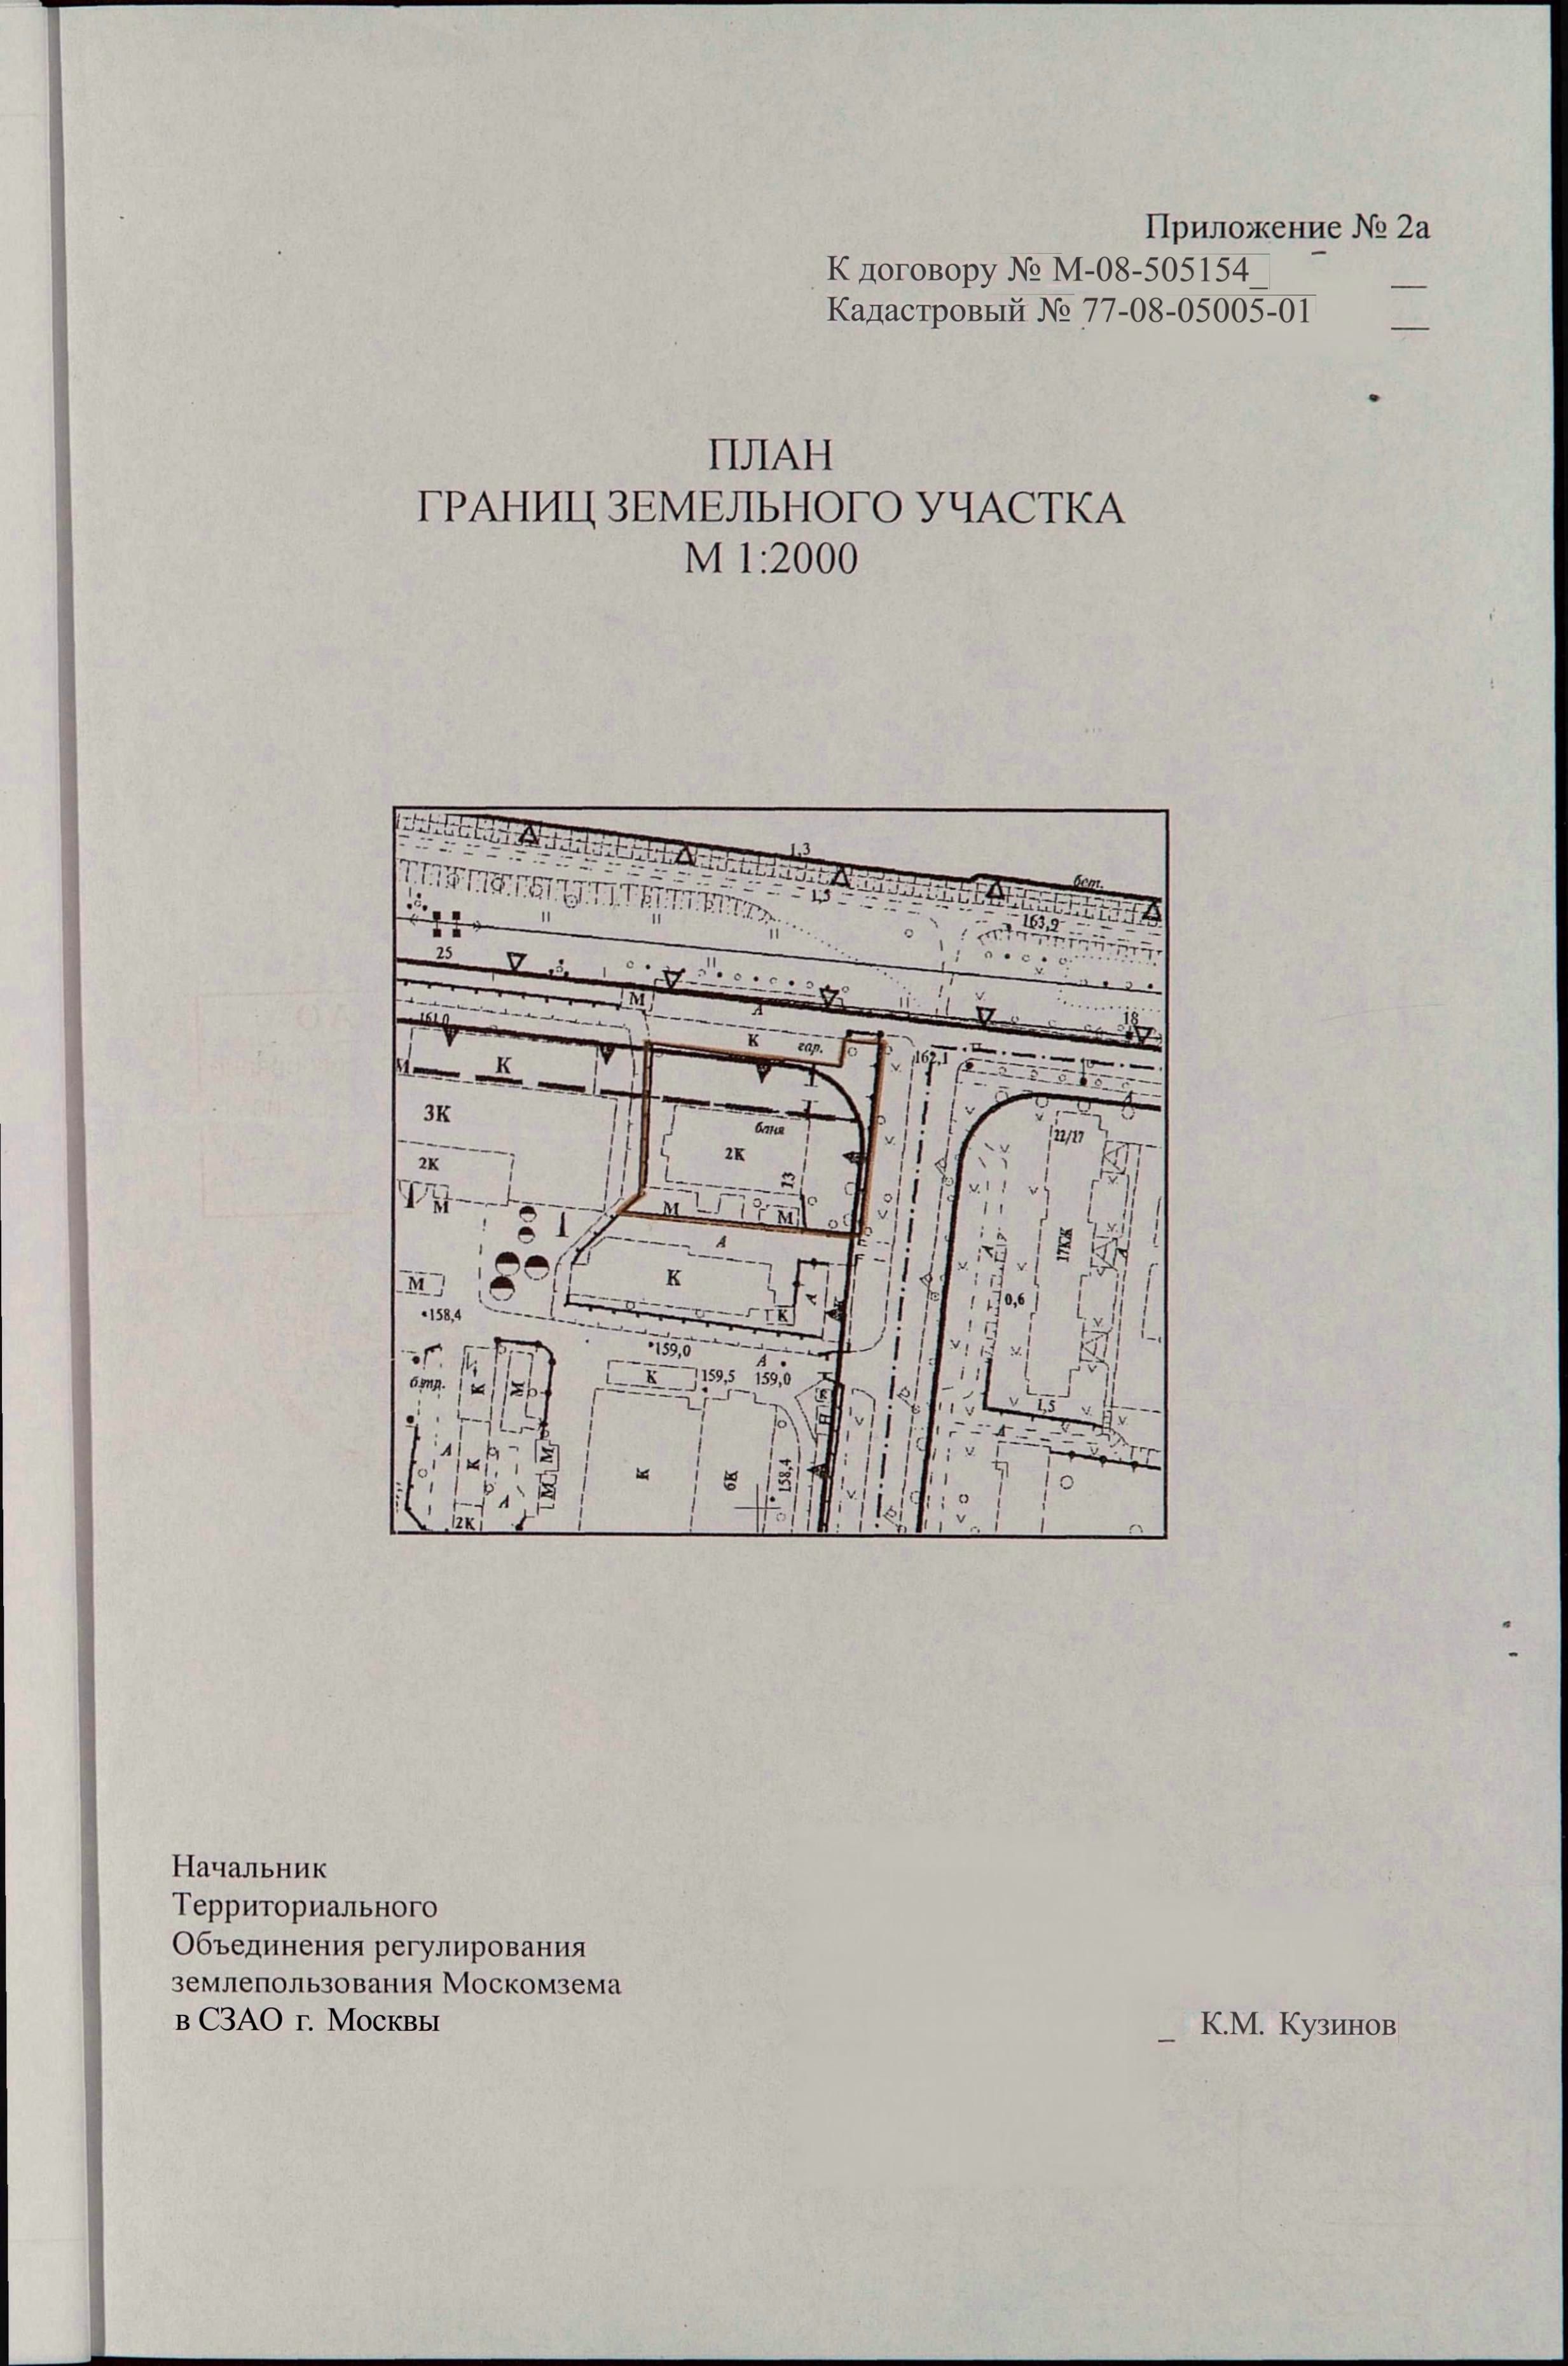 Приложение № 2а
К договору № М-08-505154_
Кадастровый № 77-08-05005-01
ПЛАН
ГРАНИЦ ЗЕМЕЛЬНОГО УЧАСТКА
М 1:2000
1,3
бет.
1,5
163,9
25
М
А
18
161,0
К
гар.
162,1
М
К
3К
баня
22/17
2К
2К
13
М
М
М
А
К
17КК
М
А
0,6
К
158,4
159,0
А
бтр.
К
М
К
159,5
159,0
1,5
А
К
М
К
6К
158,4
М
А
2К
Начальник
Территориального
Объединения регулирования
землепользования Москомзема
в СЗАО г. Москвы
_ К.М. Кузинов